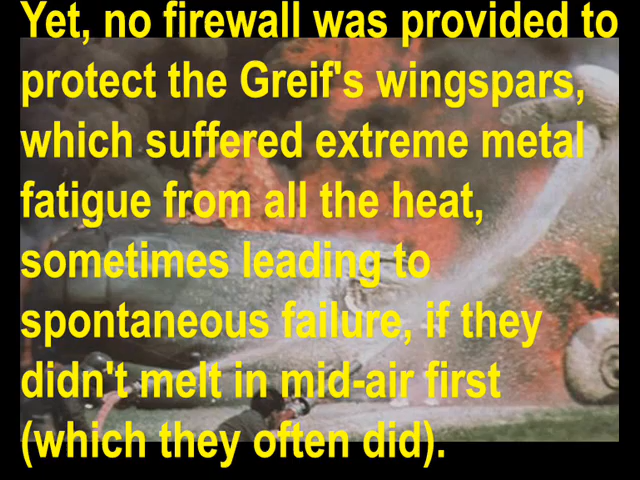 Yet, no firewall was provided to
protect the Greif's wingspars,
which suffered extreme metal
fatigue from all the heat,
sometimes leading to
spontaneous failure, if they
didn't melt in mid-air first
(which they often did).